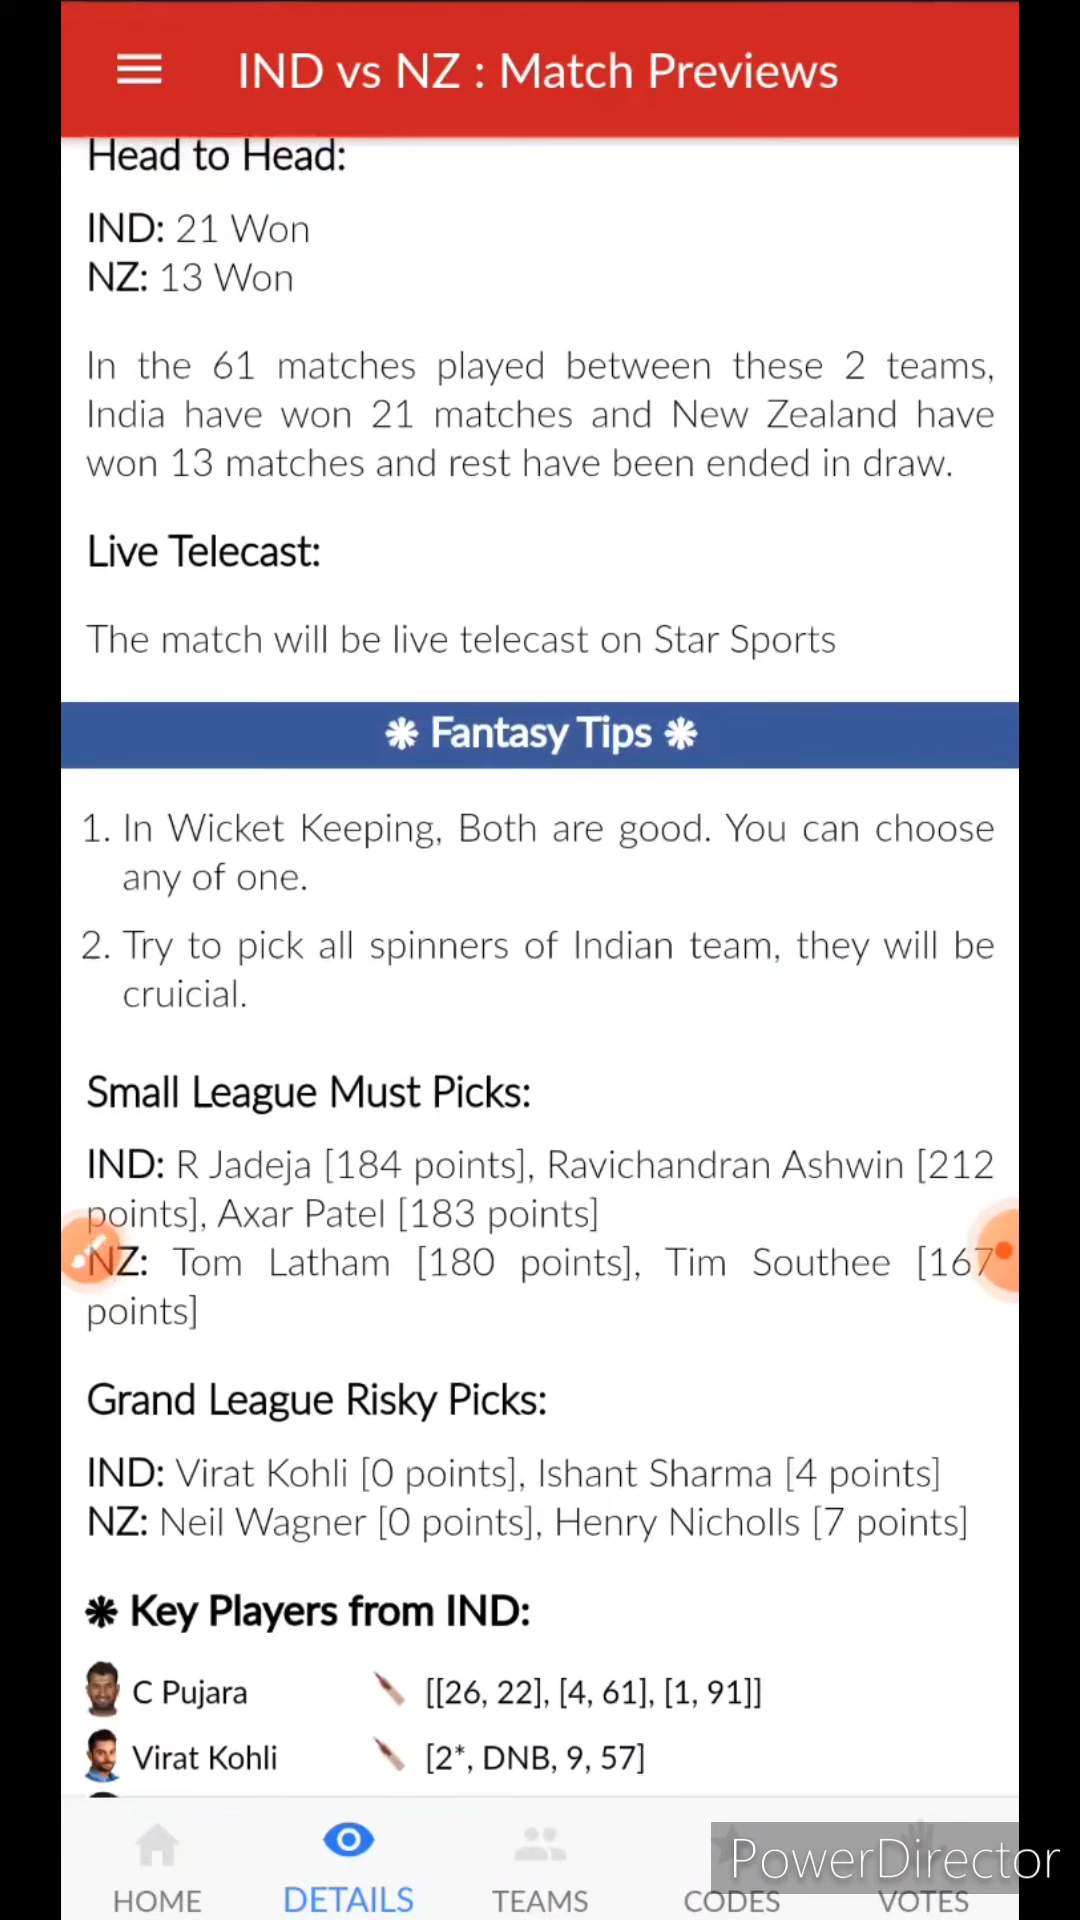 IND vs NZ : Match Previews
Head to Head:
IND: 21 Won
NZ: 13 Won
In the 61 matches played between these 2 teams,
India have won 21 matches and New Zealand have
won 13 matches and rest have been ended in draw.
Live Telecast:
The match will be live telecast on Star Sports
❋ Fantasy Tips ❋
1. In Wicket Keeping, Both are good. You can choose
any of one.
2. Try to pick all spinners of Indian team, they will be
cruicial.
Small League Must Picks:
IND: R Jadeja [184 points], Ravichandran Ashwin [212
points], Axar Patel [183 points]
NZ: Tom Latham [180 points], Tim Southee [167
points]
Grand League Risky Picks:
IND: Virat Kohli [0 points], Ishant Sharma [4 points]
NZ: Neil Wagner [0 points], Henry Nicholls [7 points]
❋ Key Players from IND:
C Pujara [[26, 22], [4, 61], [1, 91]]
Virat Kohli [2*, DNB, 9, 57]
PowerDirector
HOME DETAILS TEAMS CODES VOTES